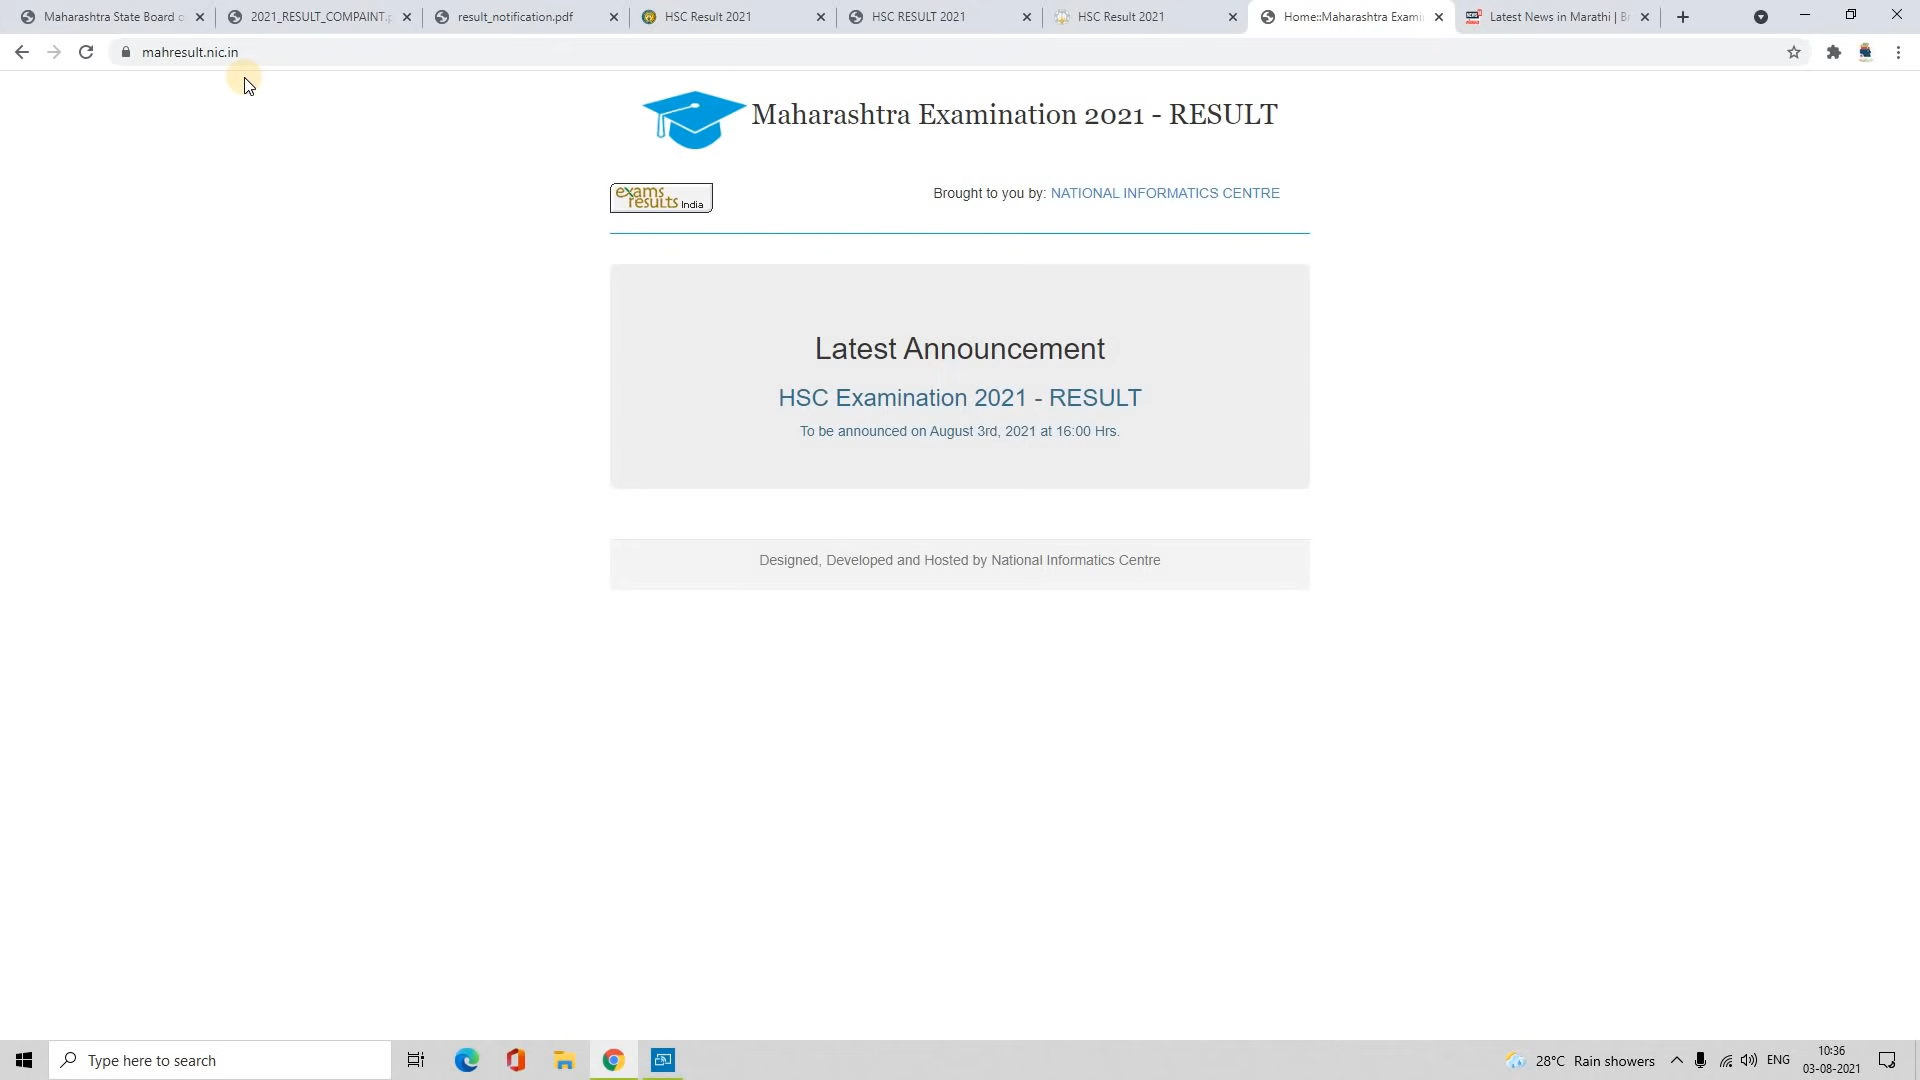 Maharashtra State Board o
2021_RESULT_COMPAINT.p
result_notification.pdf
HSC Result 2021
HSC RESULT 2021
HSC Result 2021
Home::Maharashtra Exami
Latest News in Marathi | Br
mahresult.nic.in
Maharashtra Examination 2021 - RESULT
exams
results India
Brought to you by: NATIONAL INFORMATICS CENTRE
Latest Announcement
HSC Examination 2021 - RESULT
To be announced on August 3rd, 2021 at 16:00 Hrs.
Designed, Developed and Hosted by National Informatics Centre
Type here to search
28°C Rain showers
ENG
10:36
03-08-2021